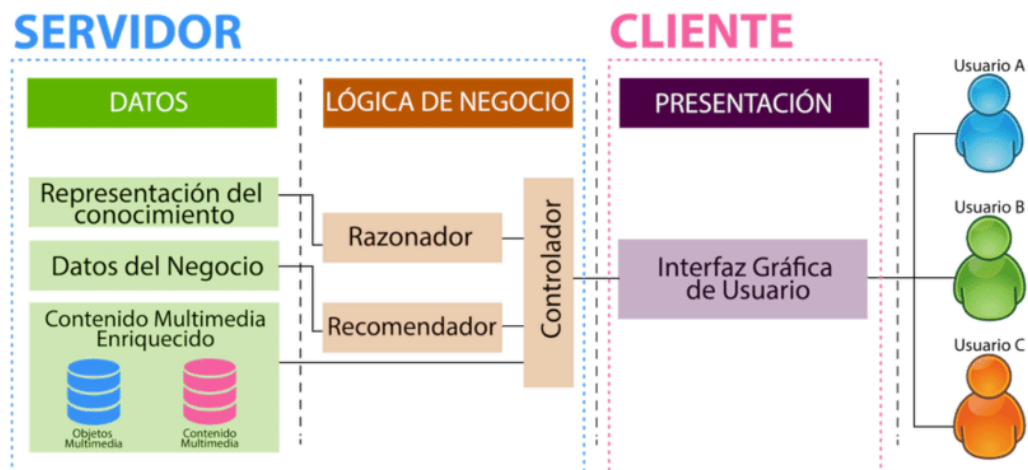 SERVIDOR
CLIENTE
DATOS
LÓGICA DE NEGOCIO
PRESENTACIÓN
Representación del
conocimiento
Datos del Negocio
Contenido Multimedia
Enriquecido
Objetos
Multimedia
Contenido
Multimedia
Razonador
Recomendador
Controlador
Interfaz Gráfica
de Usuario
Usuario A
Usuario B
Usuario C